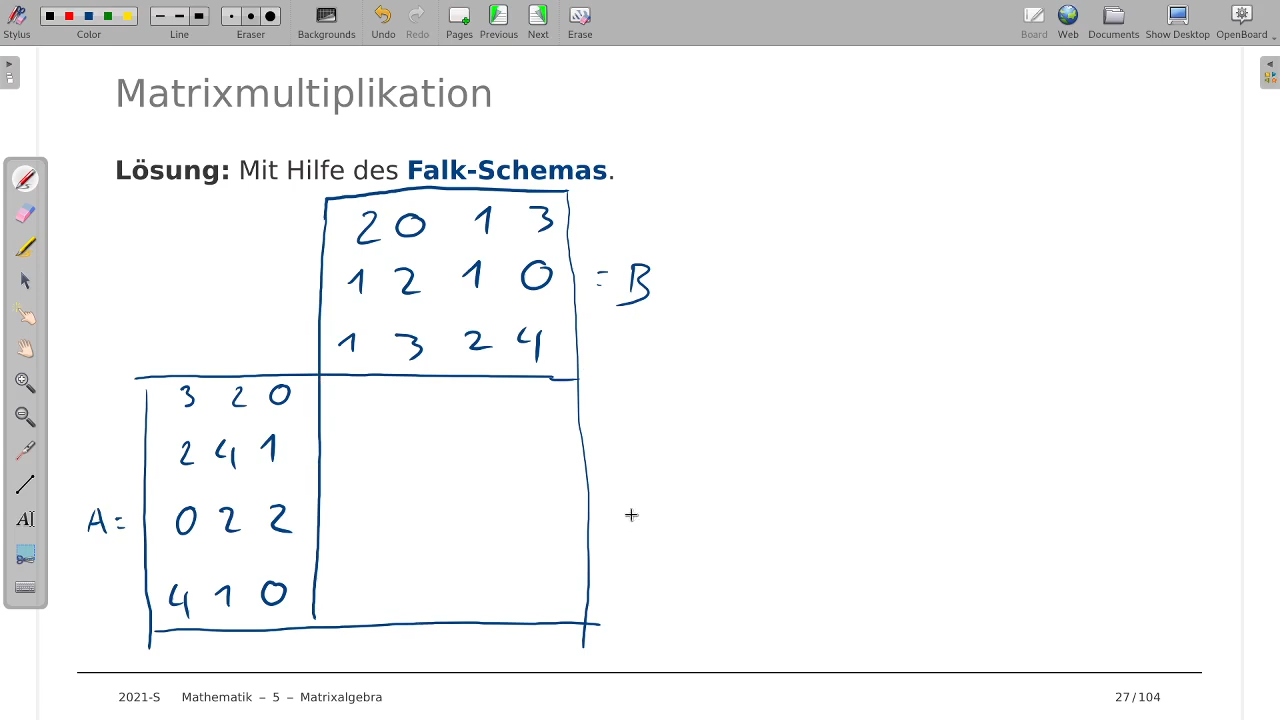 Stylus Color Line Eraser Backgrounds Undo Redo Pages Previous Next Erase Board Web Documents Show Desktop OpenBoard
Matrixmultiplikation
Lösung: Mit Hilfe des Falk-Schemas.
2 0 1 3
1 2 1 0 = B
1 3 2 4
3 2 0
2 4 1
A = 0 2 2
4 1 0
AI
2021-S Mathematik – 5 – Matrixalgebra 27/104